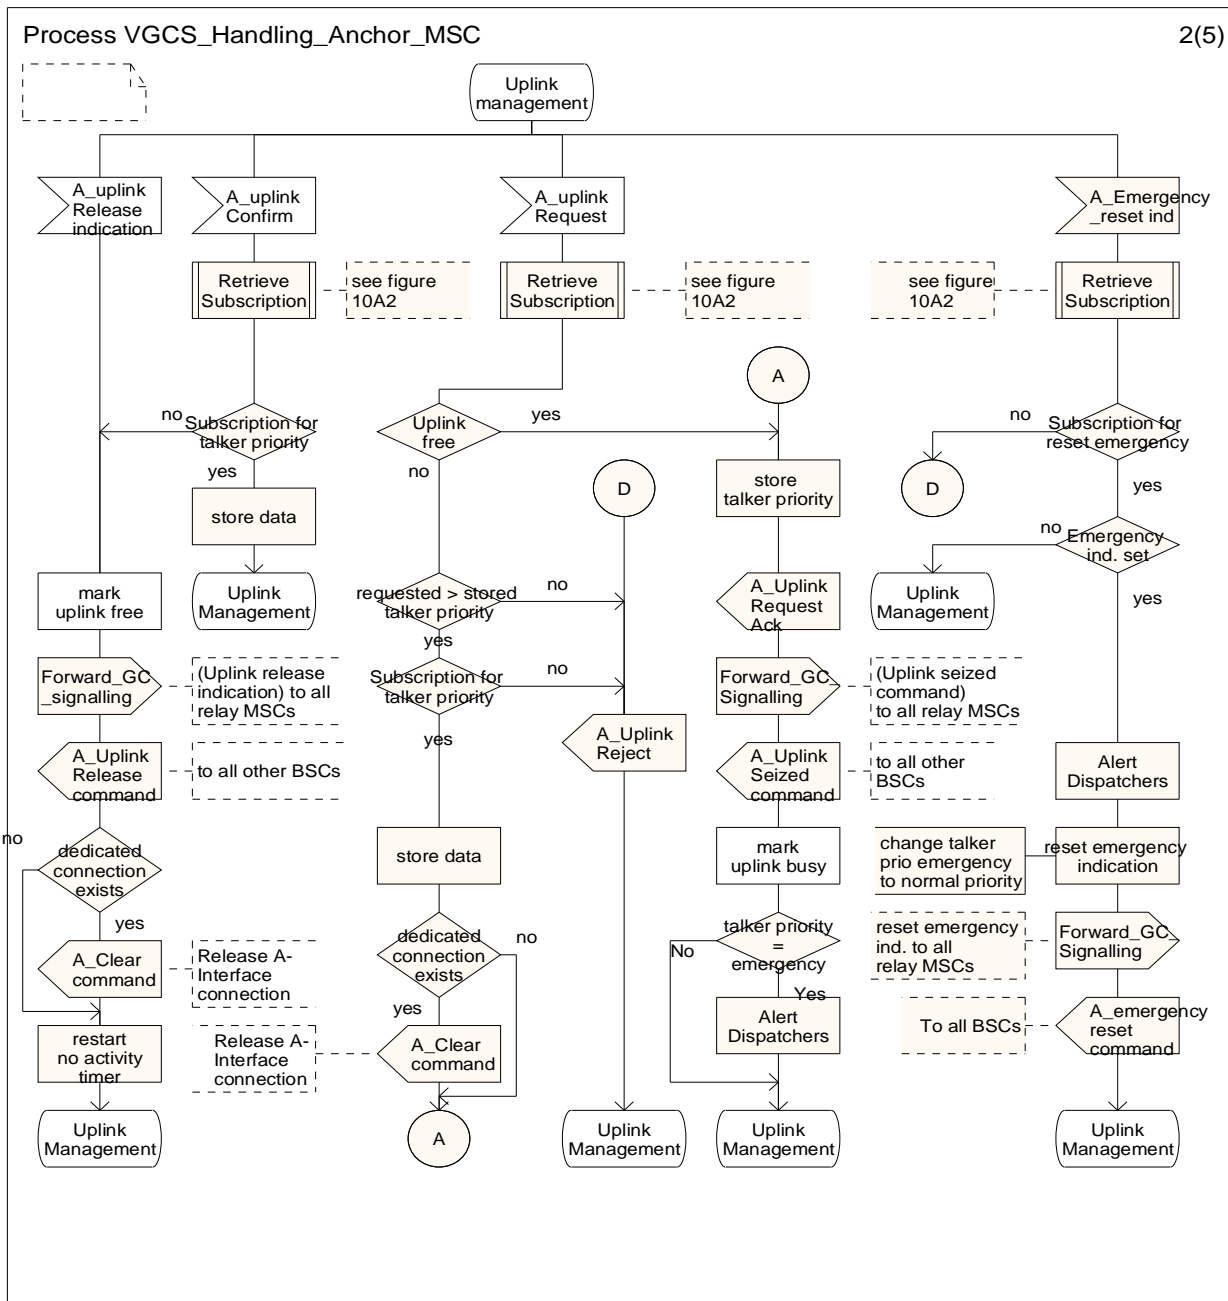 Process VGCS_Handling_Anchor_MSC
2(5)
Uplink
management
A_uplink
Release
indication
A_uplink
Confirm
A_uplink
Request
A_Emergency
_reset ind
Retrieve
Subscription
see figure
10A2
Retrieve
Subscription
see figure
10A2
see figure
10A2
Retrieve
Subscription
A
no
Subscription for
talker priority
yes
Uplink
free
yes
no
no
Subscription for
reset emergency
yes
D
store data
D
store
talker priority
no
Emergency
ind. set
yes
mark
uplink free
Uplink
Management
requested > stored
talker priority
no
yes
A_Uplink
Request
Ack
Uplink
Management
Forward_GC
_signalling
(Uplink release
indication) to all
relay MSCs
Subscription for
talker priority
no
yes
Forward_GC_
Signalling
(Uplink seized
command)
to all relay MSCs
A_Uplink
Reject
A_Uplink
Release
command
to all other BSCs
A_Uplink
Seized
command
to all other
BSCs
Alert
Dispatchers
no
dedicated
connection
exists
yes
store data
mark
uplink busy
change talker
prio emergency
to normal priority
reset emergency
indication
A_Clear
command
Release A-
Interface
connection
dedicated
connection
exists
no
yes
talker priority
=
emergency
No
Yes
reset emergency
ind. to all
relay MSCs
Forward_GC_
Signalling
restart
no activity
timer
Release A-
Interface
connection
A_Clear
command
Alert
Dispatchers
To all BSCs
A_emergency
reset
command
Uplink
Management
A
Uplink
Management
Uplink
Management
Uplink
Management